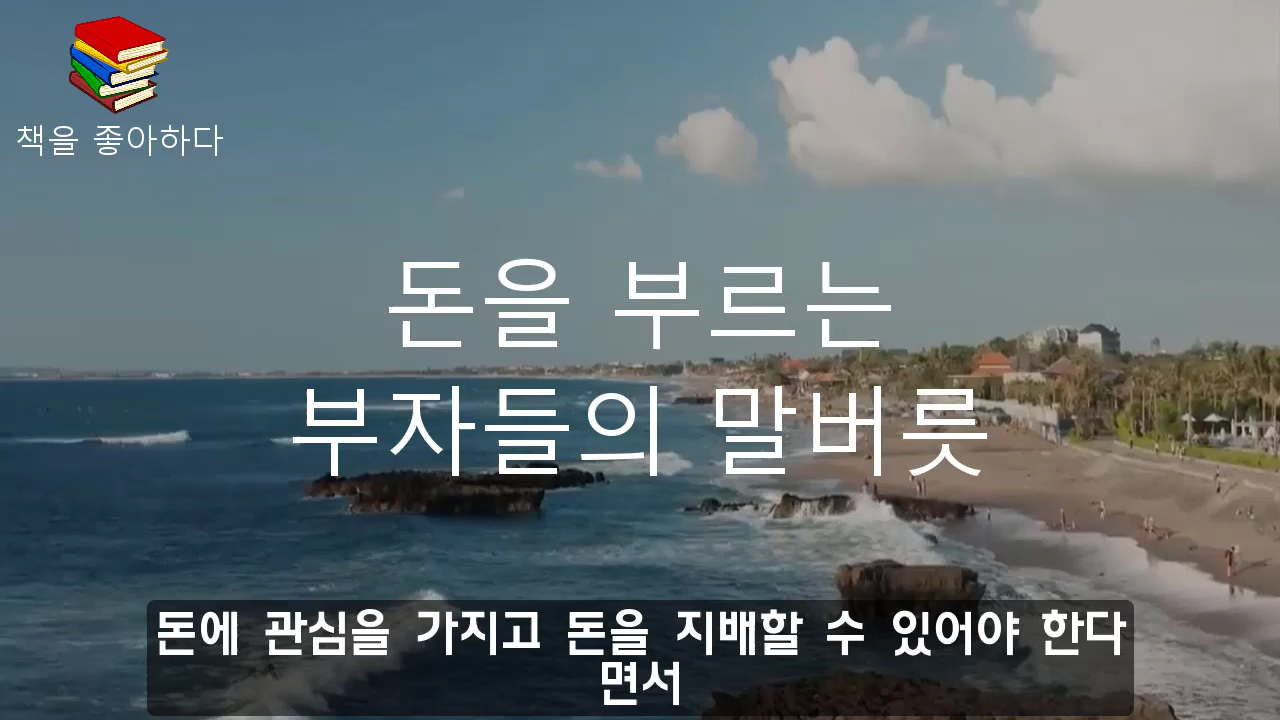 책을 좋아하다
돈을 부르는
부자들의 말버릇
돈에 관심을 가지고 돈을 지배할 수 있어야 한다
면서